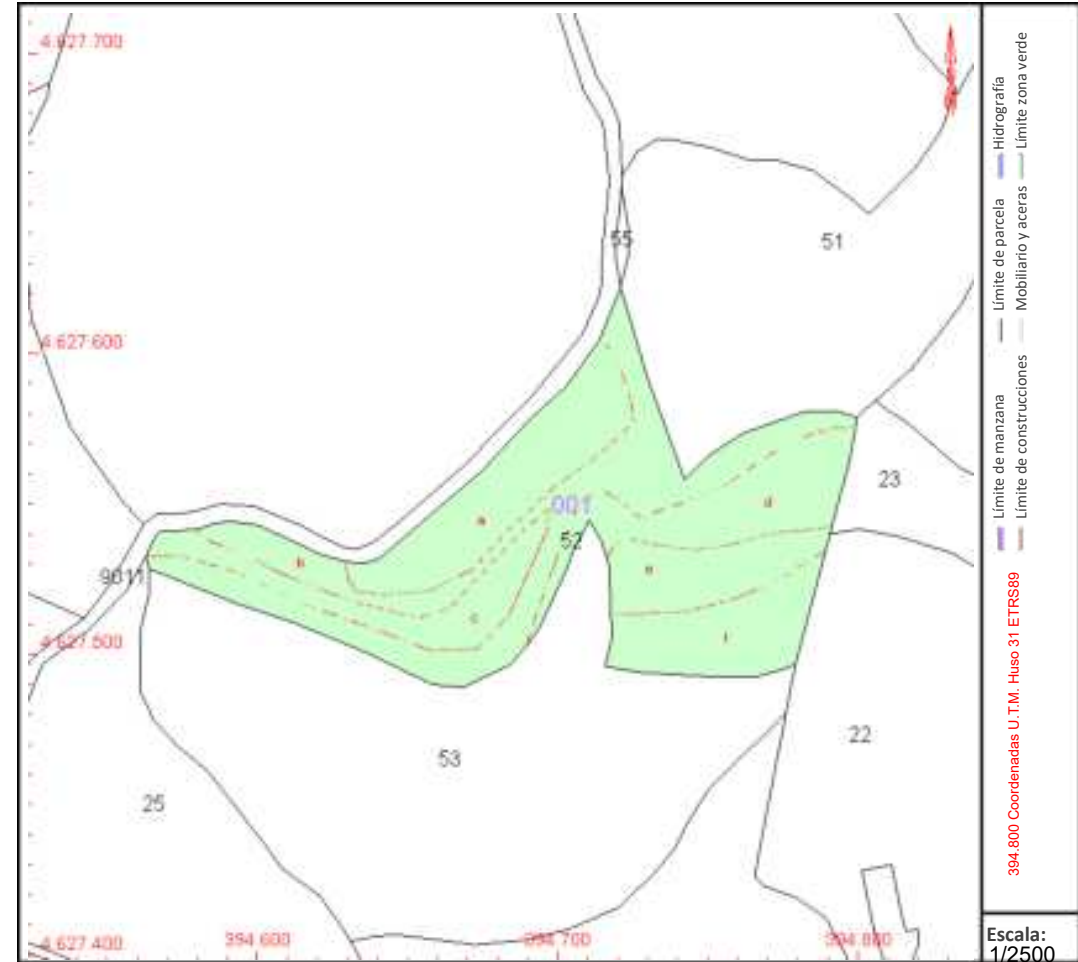 4.627.700
55
51
4.627.600
23
001
a
d
52
b
9011
e
c
4.627.500
f
53
22
25
4.627.400
394.600
394.700
394.800
Límite de manzana
Límite de parcela
Hidrografía
Límite de construcciones
Mobiliario y aceras
Límite zona verde
394.800 Coordenadas U.T.M. Huso 31 ETRS89
Escala:
1/2500